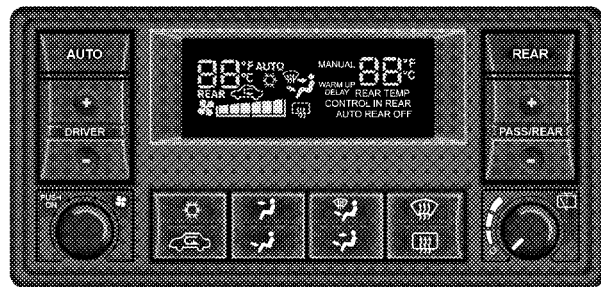 AUTO
88°F AUTO MANUAL 88°F
°C °C
REAR WARM UP
DELAY REAR TEMP
CONTROL IN REAR
AUTO REAR OFF
REAR
+
DRIVER
-
+
PASS/REAR
-
PUSH
ON